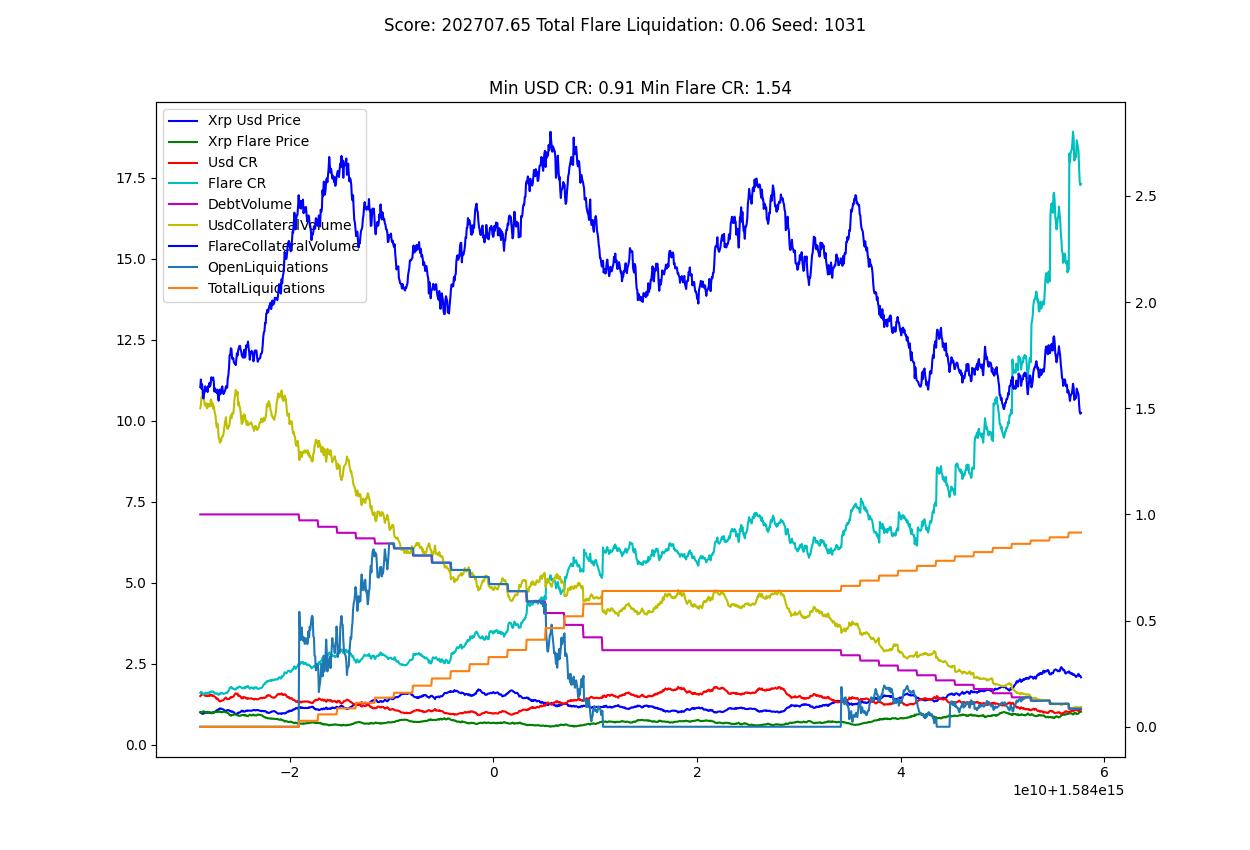 Score: 202707.65 Total Flare Liquidation: 0.06 Seed: 1031
Min USD CR: 0.91 Min Flare CR: 1.54
Xrp Usd Price
Xrp Flare Price
Usd CR
Flare CR
DebtVolume
UsdCollateralVolume
FlareCollateralVolume
OpenLiquidations
TotalLiquidations
17.5
15.0
12.5
10.0
7.5
5.0
2.5
0.0
2.5
2.0
1.5
1.0
0.5
0.0
−2 0 2 4 6
1e10+1.584e15